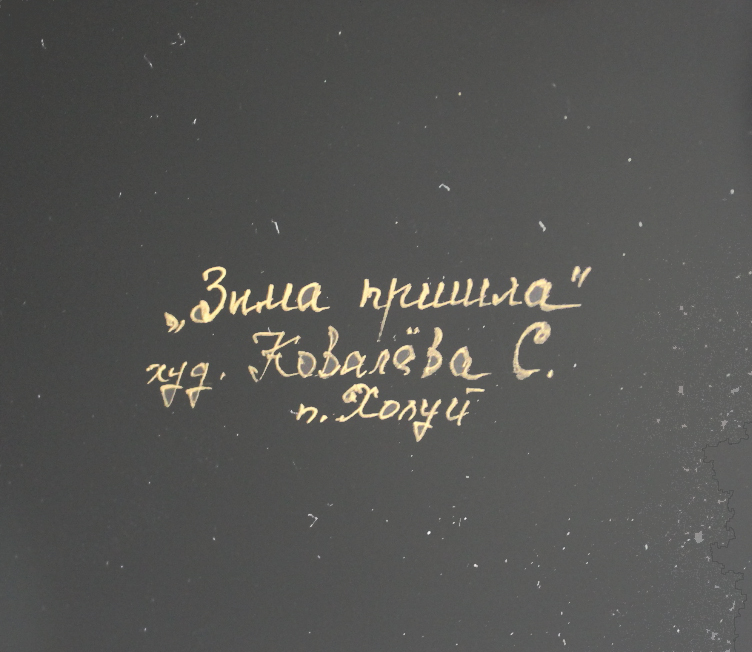 „Зима пришла"
худ. Ковалёва С.
п. Холуй